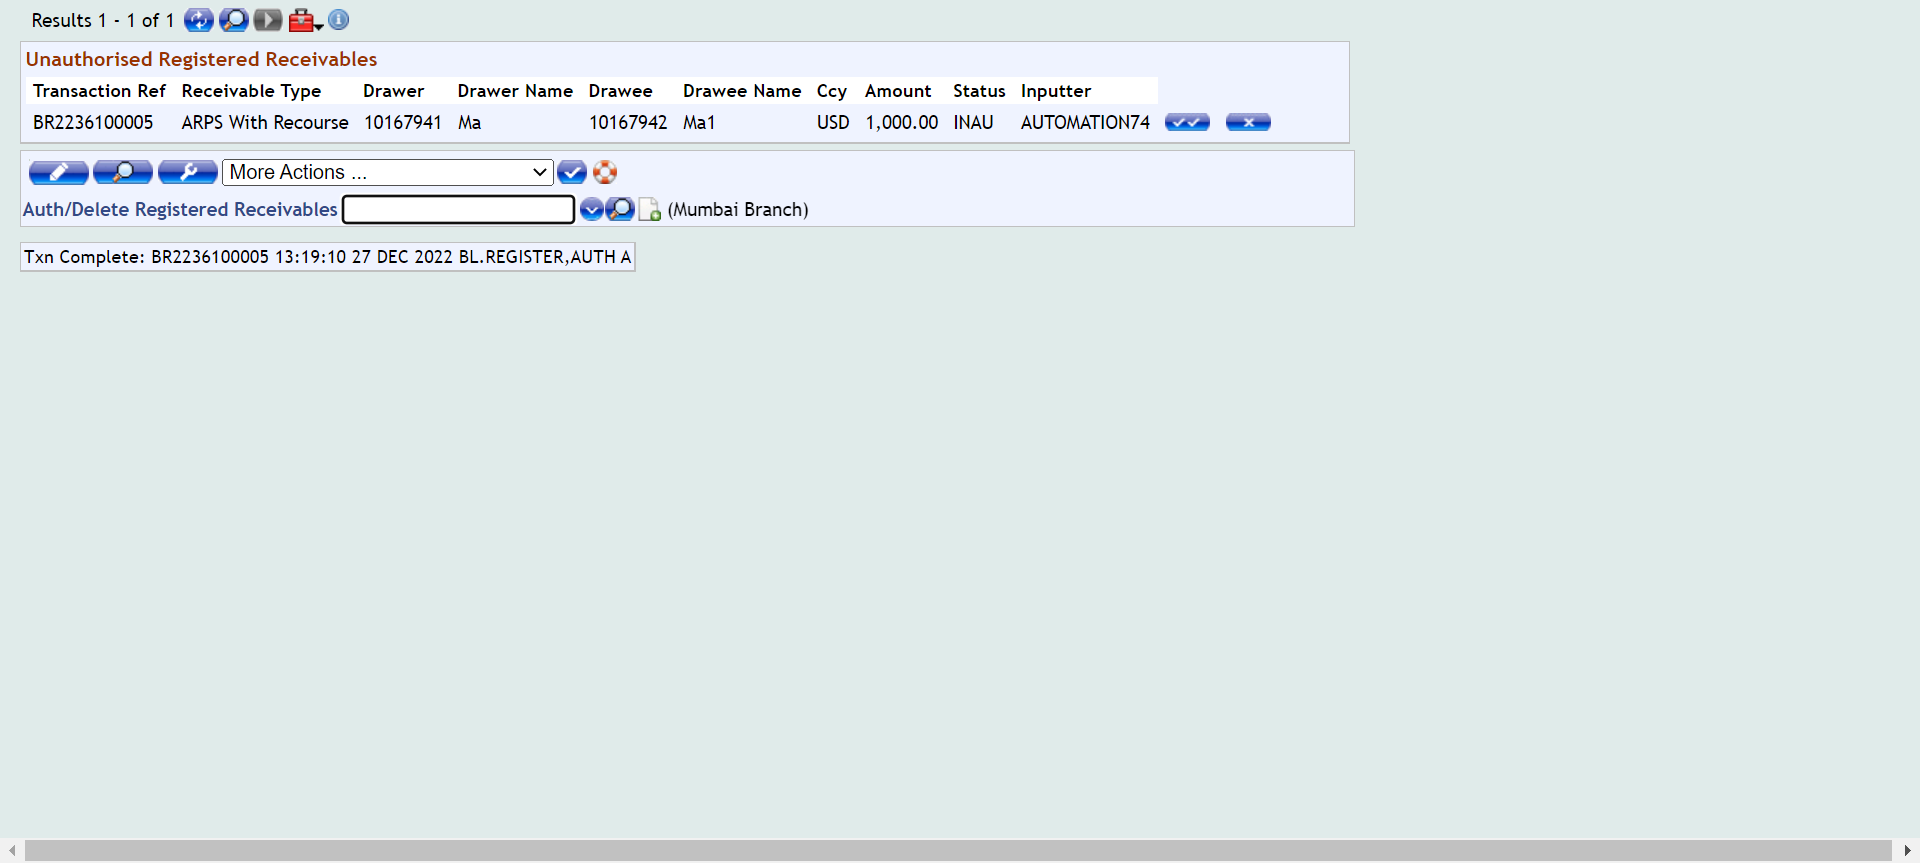 Results 1 - 1 of 1
Unauthorised Registered Receivables
Transaction Ref Receivable Type Drawer Drawer Name Drawee Drawee Name Ccy Amount Status Inputter
BR2236100005 ARPS With Recourse 10167941 Ma 10167942 Ma1 USD 1,000.00 INAU AUTOMATION74
More Actions ...
Auth/Delete Registered Receivables (Mumbai Branch)
Txn Complete: BR2236100005 13:19:10 27 DEC 2022 BL.REGISTER,AUTH A